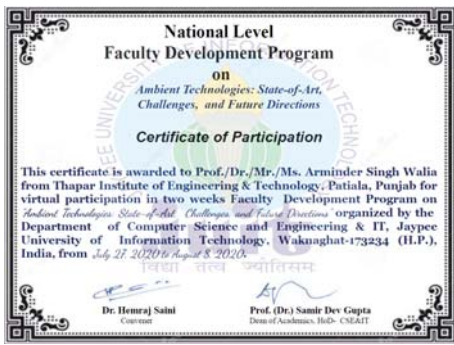 National Level
Faculty Development Program
on
Ambient Technologies: State-of-Art,
Challenges, and Future Directions
Certificate of Participation
This certificate is awarded to Prof./Dr./Mr./Ms. Arminder Singh Walia
from Thapar Institute of Engineering & Technology, Patiala, Punjab for
virtual participation in two weeks Faculty Development Program on
"Ambient Technologies: State-of-Art, Challenges and Future Directions" organized by the
Department of Computer Science and Engineering & IT, Jaypee
University of Information Technology, Waknaghat-173234 (H.P.),
India, from July 27, 2020 to August 8, 2020.
विद्या तत्व ज्योतिसमः
Dr. Hemraj Saini
Convener
Prof. (Dr.) Samir Dev Gupta
Dean of Academics, HoD- CSE&IT